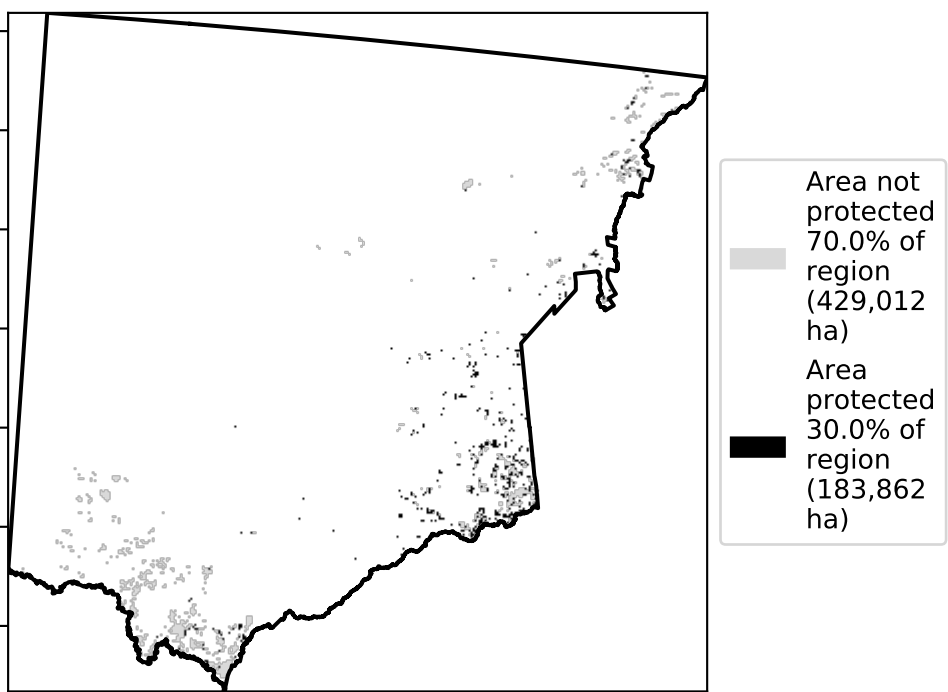 Area not
protected
70.0% of
region
(429,012
ha)
Area
protected
30.0% of
region
(183,862
ha)